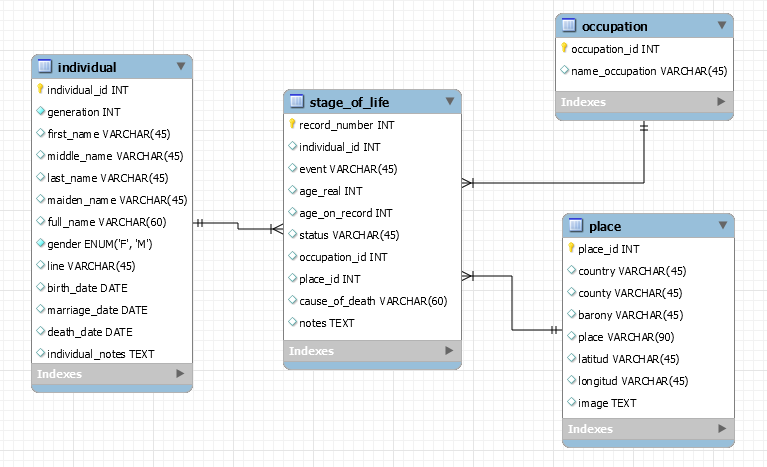 individual
individual_id INT
generation INT
first_name VARCHAR(45)
middle_name VARCHAR(45)
last_name VARCHAR(45)
maiden_name VARCHAR(45)
full_name VARCHAR(60)
gender ENUM('F', 'M')
line VARCHAR(45)
birth_date DATE
marriage_date DATE
death_date DATE
individual_notes TEXT
Indexes
stage_of_life
record_number INT
individual_id INT
event VARCHAR(45)
age_real INT
age_on_record INT
status VARCHAR(45)
occupation_id INT
place_id INT
cause_of_death VARCHAR(60)
notes TEXT
Indexes
occupation
occupation_id INT
name_occupation VARCHAR(45)
Indexes
place
place_id INT
country VARCHAR(45)
county VARCHAR(45)
barony VARCHAR(45)
place VARCHAR(90)
latitud VARCHAR(45)
longitud VARCHAR(45)
image TEXT
Indexes